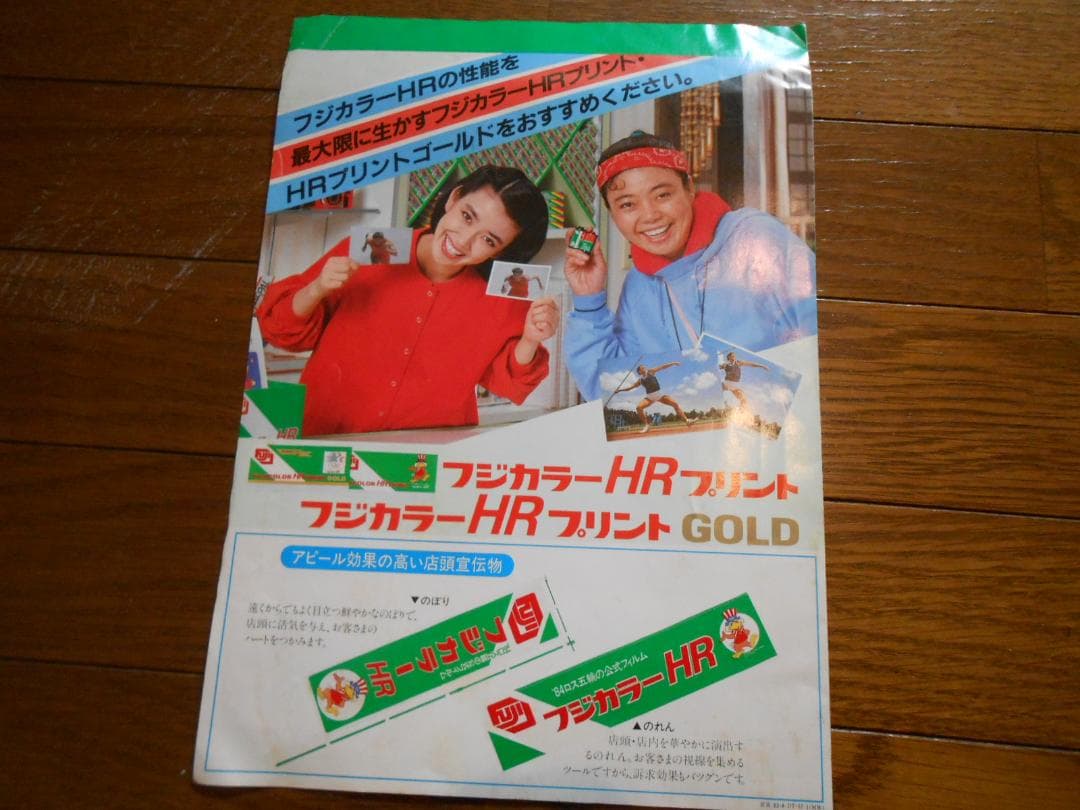 フジカラーHRの性能を
最大限に生かすフジカラーHRプリント・
HRプリントゴールドをおすすめください。
HR
GOLD
フジカラーHRプリント
フジカラーHRプリント GOLD
アピール効果の高い店頭宣伝物
▼のぼり
遠くからでもよく目立つ鮮やかなのぼりで、
店頭に活気を与え、お客さまの
ハートをつかみます。
フジカラーHR
'84ロス五輪の公式フィルム
フジカラーHR
▲のれん
店頭・店内を華やかに演出す
るのれん。お客さまの視線を集める
ツールですから、訴求効果もバツグンです。